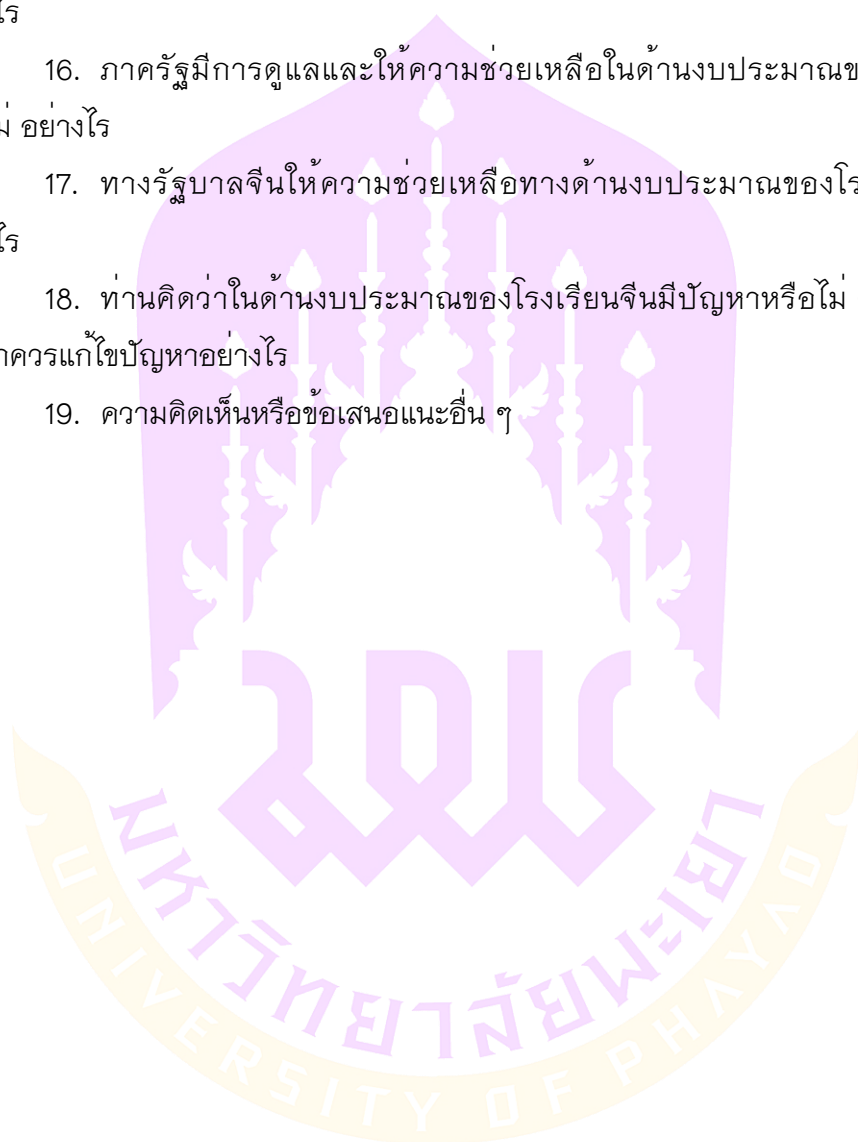 ไร
16. ภาครัฐมีการดูแลและให้ความช่วยเหลือในด้านงบประมาณข
ม่ อย่างไร
17. ทางรัฐบาลจีนให้ความช่วยเหลือทางด้านงบประมาณของโร
ไร
18. ท่านคิดว่าในด้านงบประมาณของโรงเรียนจีนมีปัญหาหรือไม่
าควรแก้ไขปัญหาอย่างไร
19. ความคิดเห็นหรือข้อเสนอแนะอื่น ๆ
มหาวิทยาลัยพะเยา
UNIVERSITY OF PHAYAO